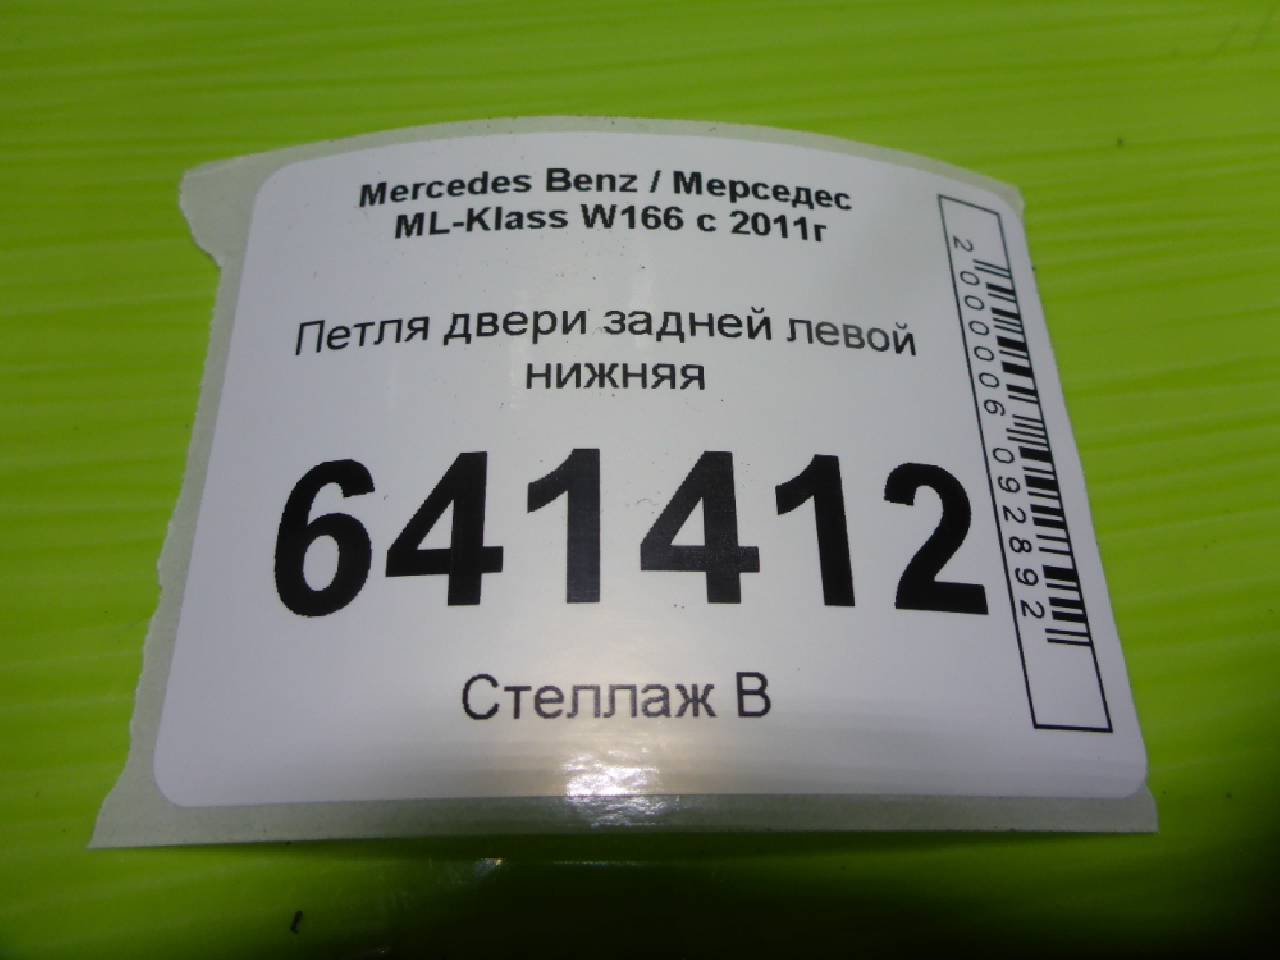 Mercedes Benz / Мерседес
ML-Klass W166 с 2011г
Петля двери задней левой
нижняя
641412
Стеллаж В
2000006092892